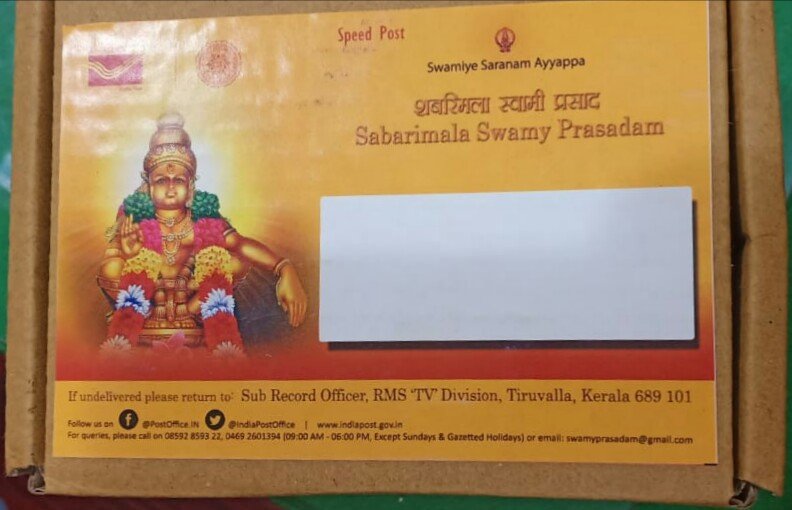 Speed Post
Swamiye Saranam Ayyappa
शबरिमला स्वामी प्रसाद
Sabarimala Swamy Prasadam
If undelivered please return to: Sub Record Officer, RMS 'TV' Division, Tiruvalla, Kerala 689 101
Follow us on @PostOffice.IN @IndiaPostOffice | www.indiapost.gov.in
For queries, please call on 08592 8593 22, 0469 2601394 (09:00 AM - 06:00 PM, Except Sundays & Gazetted Holidays) or email: swamyprasadam@gmail.com